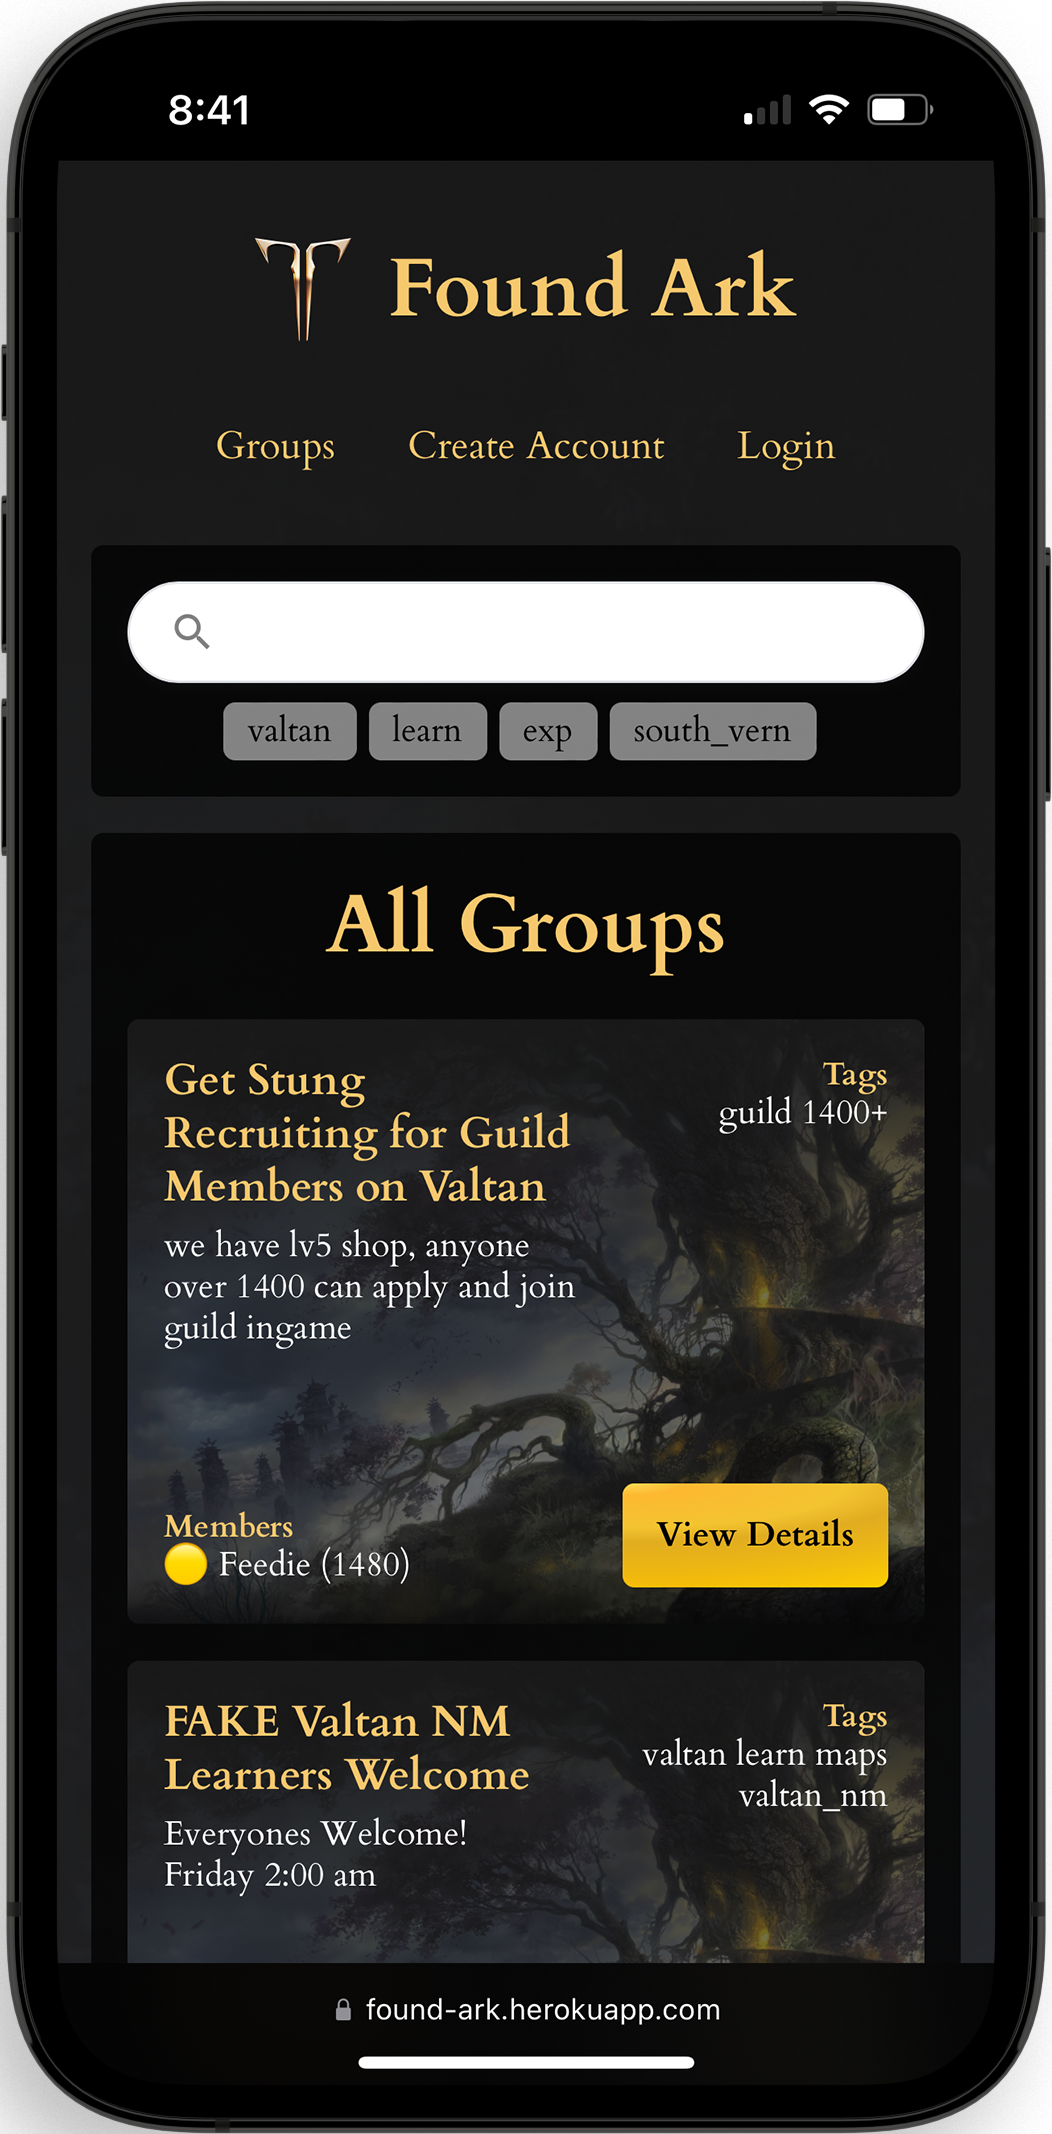 8:41
Found Ark
Groups Create Account Login
valtan learn exp south_vern
All Groups
Get Stung
Recruiting for Guild
Members on Valtan
we have lv5 shop, anyone
over 1400 can apply and join
guild ingame
Tags
guild 1400+
Members
Feedie (1480)
View Details
FAKE Valtan NM
Learners Welcome
Everyones Welcome!
Friday 2:00 am
Tags
valtan learn maps
valtan_nm
found-ark.herokuapp.com